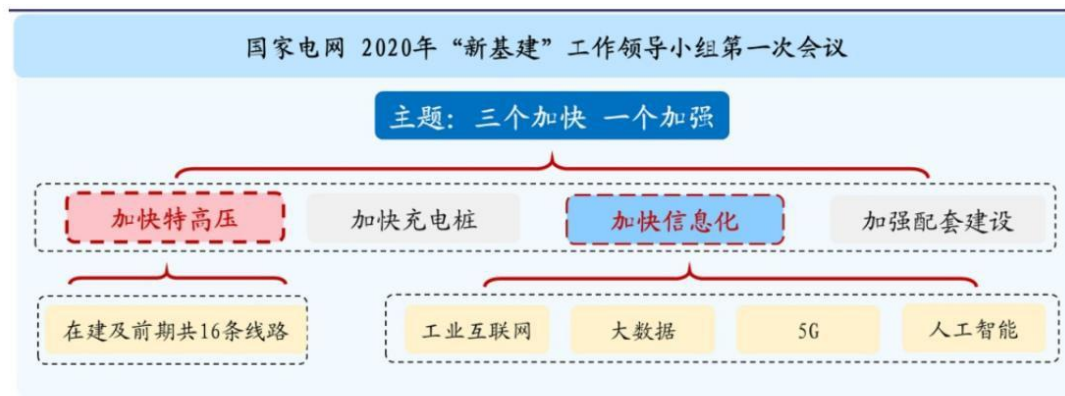 国家电网 2020年“新基建”工作领导小组第一次会议
主题：三个加快 一个加强
加快特高压 加快充电桩 加快信息化 加强配套建设
在建及前期共16条线路 工业互联网 大数据 5G 人工智能